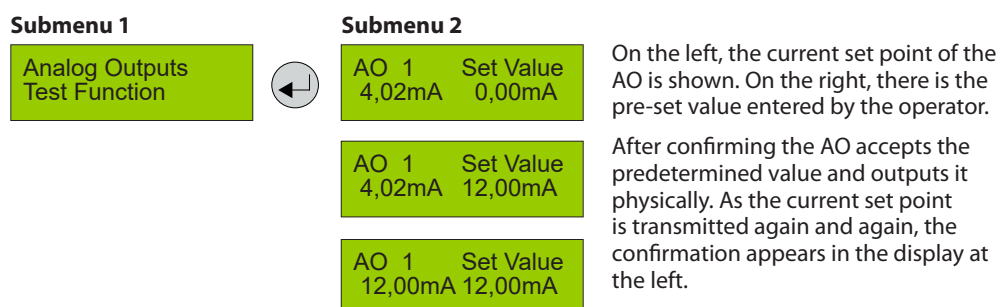 Submenu 1
Analog Outputs
Test Function
Submenu 2
AO 1 Set Value
4,02mA 0,00mA
AO 1 Set Value
4,02mA 12,00mA
AO 1 Set Value
12,00mA 12,00mA
On the left, the current set point of the
AO is shown. On the right, there is the
pre-set value entered by the operator.
After confirming the AO accepts the
predetermined value and outputs it
physically. As the current set point
is transmitted again and again, the
confirmation appears in the display at
the left.